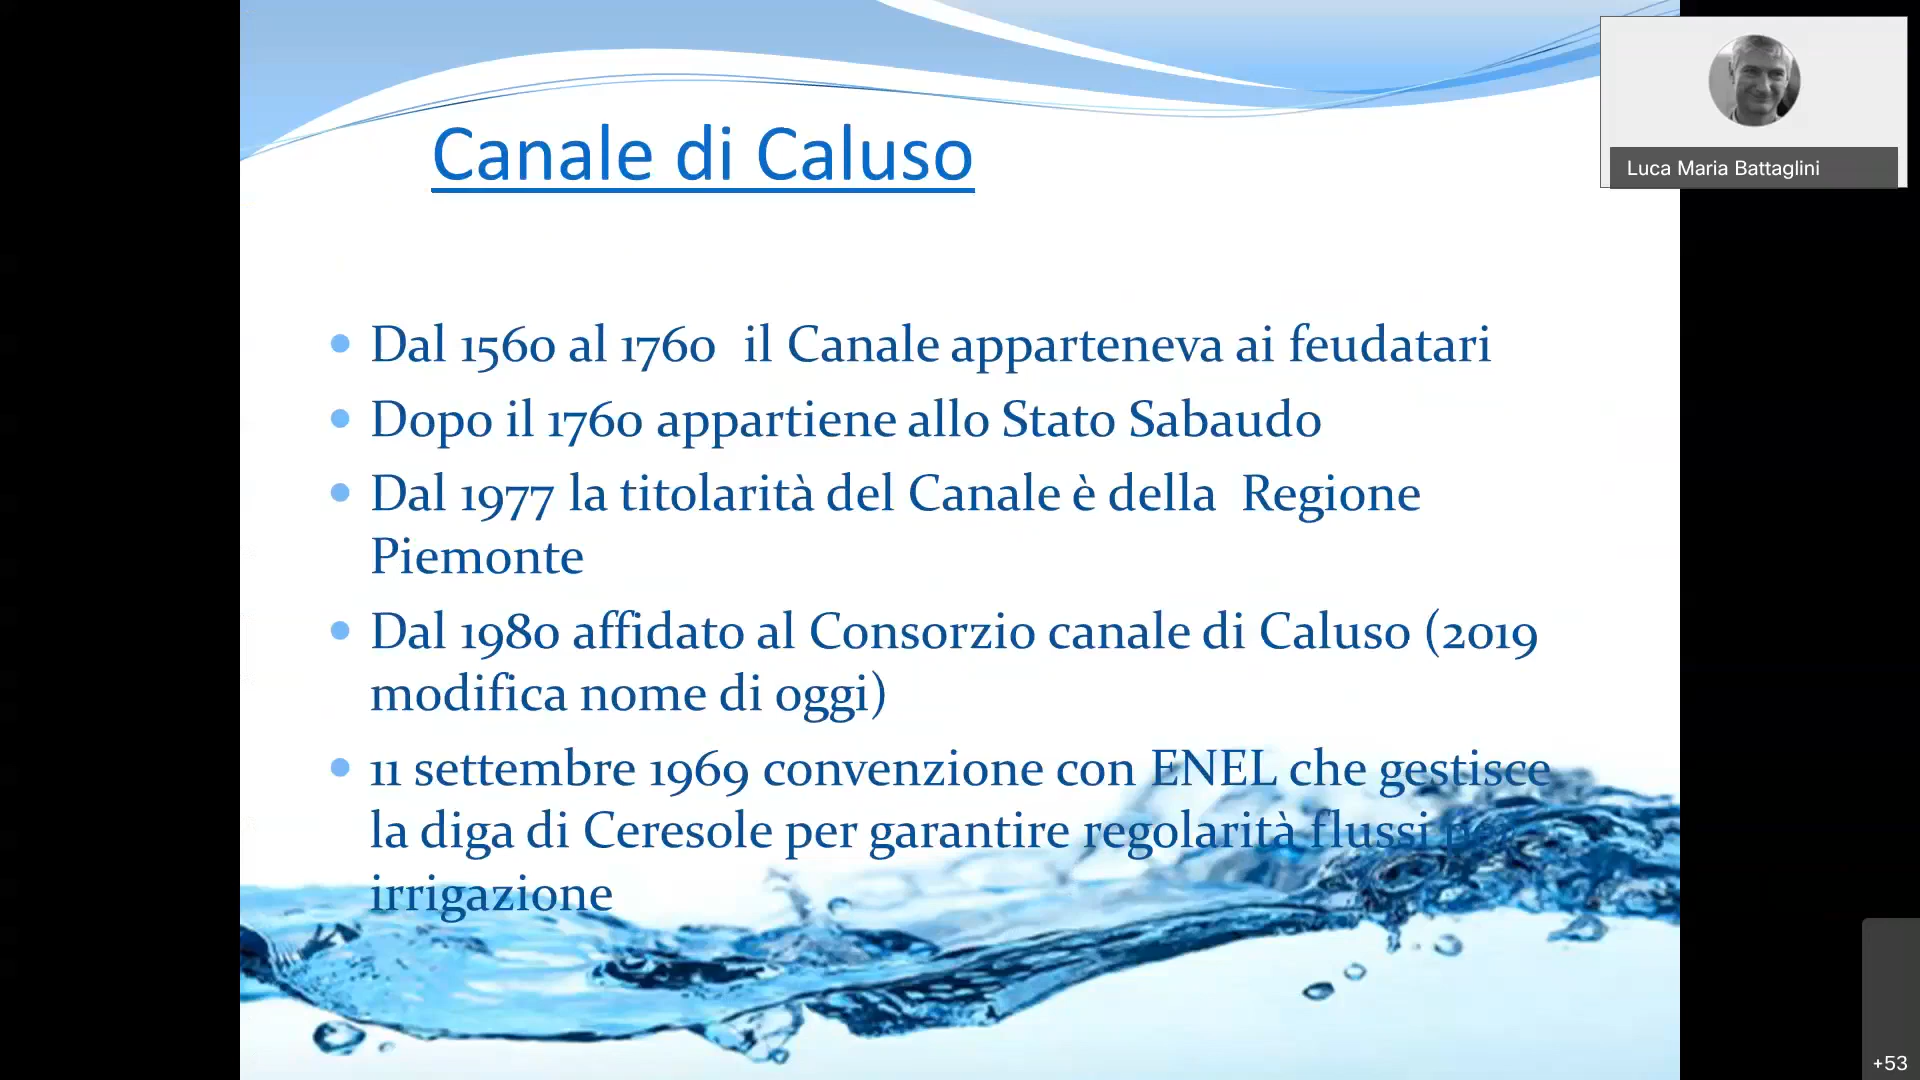 Canale di Caluso
Luca Maria Battaglini
Dal 1560 al 1760 il Canale apparteneva ai feudatari
Dopo il 1760 appartiene allo Stato Sabaudo
Dal 1977 la titolarità del Canale è della Regione
Piemonte
Dal 1980 affidato al Consorzio canale di Caluso (2019
modifica nome di oggi)
11 settembre 1969 convenzione con ENEL che gestisce
la diga di Ceresole per garantire regolarità flussi
irrigazione
+53